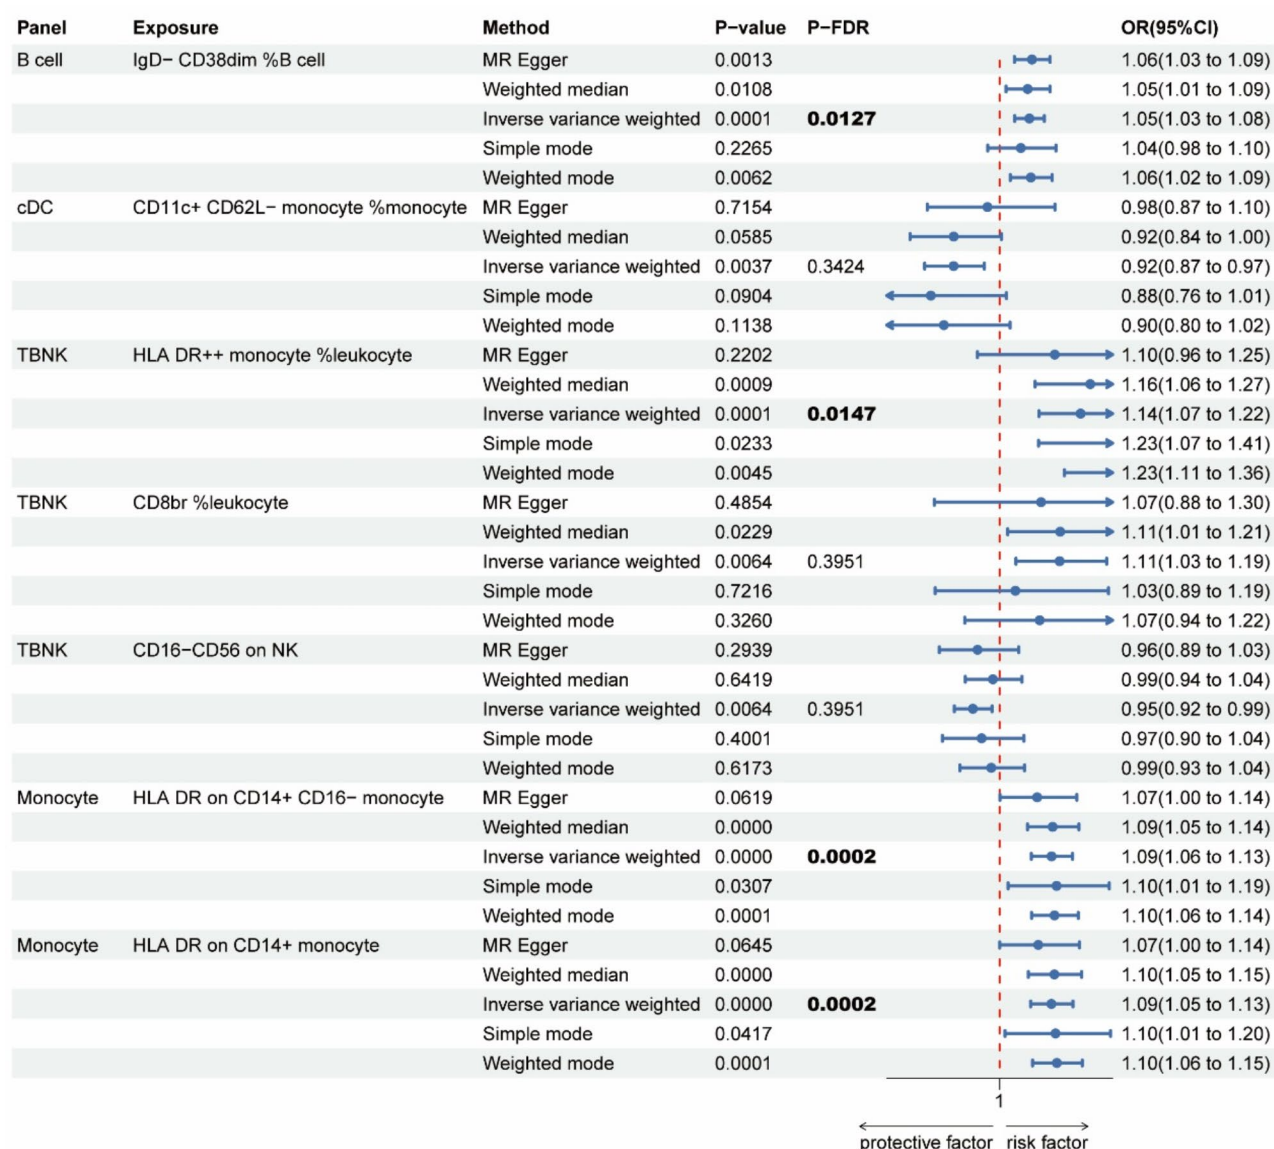 Panel Exposure Method P−value P−FDR OR(95%CI)
B cell IgD− CD38dim %B cell MR Egger 0.0013 1.06(1.03 to 1.09)
Weighted median 0.0108 1.05(1.01 to 1.09)
Inverse variance weighted 0.0001 0.0127 1.05(1.03 to 1.08)
Simple mode 0.2265 1.04(0.98 to 1.10)
Weighted mode 0.0062 1.06(1.02 to 1.09)
cDC CD11c+ CD62L− monocyte %monocyte MR Egger 0.7154 0.98(0.87 to 1.10)
Weighted median 0.0585 0.92(0.84 to 1.00)
Inverse variance weighted 0.0037 0.3424 0.92(0.87 to 0.97)
Simple mode 0.0904 0.88(0.76 to 1.01)
Weighted mode 0.1138 0.90(0.80 to 1.02)
TBNK HLA DR++ monocyte %leukocyte MR Egger 0.2202 1.10(0.96 to 1.25)
Weighted median 0.0009 1.16(1.06 to 1.27)
Inverse variance weighted 0.0001 0.0147 1.14(1.07 to 1.22)
Simple mode 0.0233 1.23(1.07 to 1.41)
Weighted mode 0.0045 1.23(1.11 to 1.36)
TBNK CD8br %leukocyte MR Egger 0.4854 1.07(0.88 to 1.30)
Weighted median 0.0229 1.11(1.01 to 1.21)
Inverse variance weighted 0.0064 0.3951 1.11(1.03 to 1.19)
Simple mode 0.7216 1.03(0.89 to 1.19)
Weighted mode 0.3260 1.07(0.94 to 1.22)
TBNK CD16−CD56 on NK MR Egger 0.2939 0.96(0.89 to 1.03)
Weighted median 0.6419 0.99(0.94 to 1.04)
Inverse variance weighted 0.0064 0.3951 0.95(0.92 to 0.99)
Simple mode 0.4001 0.97(0.90 to 1.04)
Weighted mode 0.6173 0.99(0.93 to 1.04)
Monocyte HLA DR on CD14+ CD16− monocyte MR Egger 0.0619 1.07(1.00 to 1.14)
Weighted median 0.0000 1.09(1.05 to 1.14)
Inverse variance weighted 0.0000 0.0002 1.09(1.06 to 1.13)
Simple mode 0.0307 1.10(1.01 to 1.19)
Weighted mode 0.0001 1.10(1.06 to 1.14)
Monocyte HLA DR on CD14+ monocyte MR Egger 0.0645 1.07(1.00 to 1.14)
Weighted median 0.0000 1.10(1.05 to 1.15)
Inverse variance weighted 0.0000 0.0002 1.09(1.05 to 1.13)
Simple mode 0.0417 1.10(1.01 to 1.20)
Weighted mode 0.0001 1.10(1.06 to 1.15)
1
protective factor risk factor